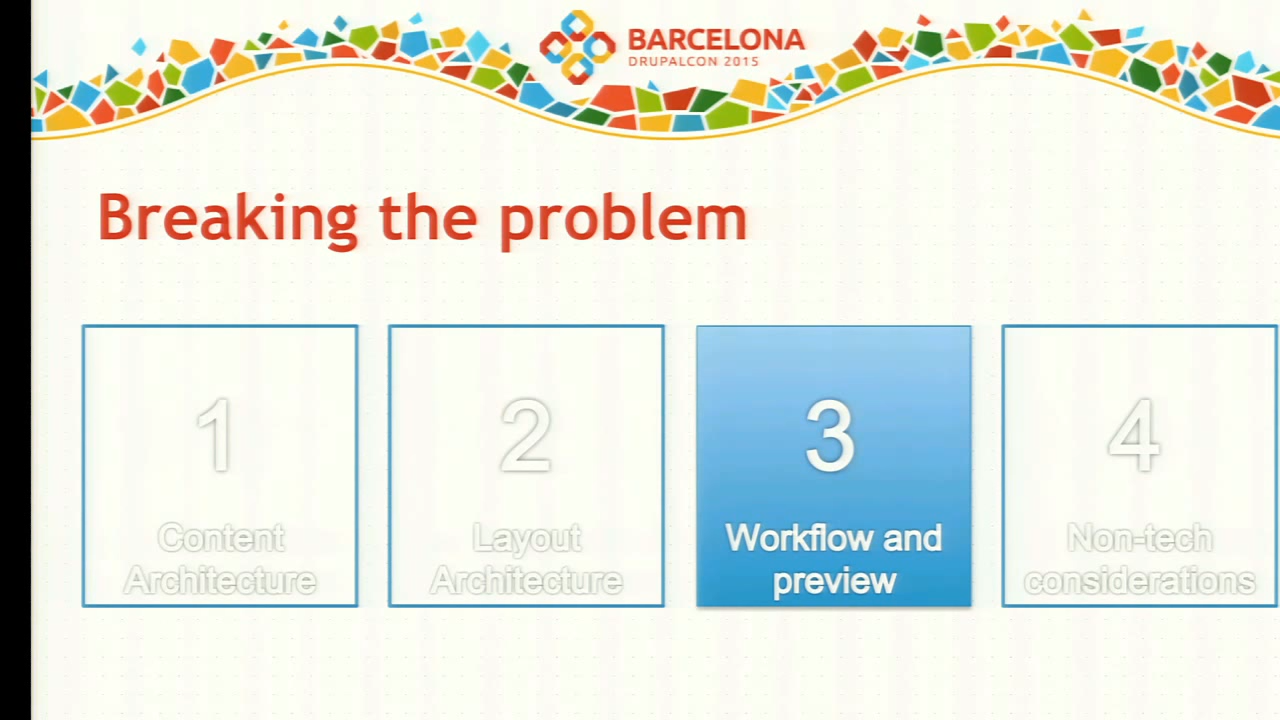 BARCELONA
DRUPALCON 2015
Breaking the problem
1
Content
Architecture
2
Layout
Architecture
3
Workflow and
preview
4
Non-tech
considerations